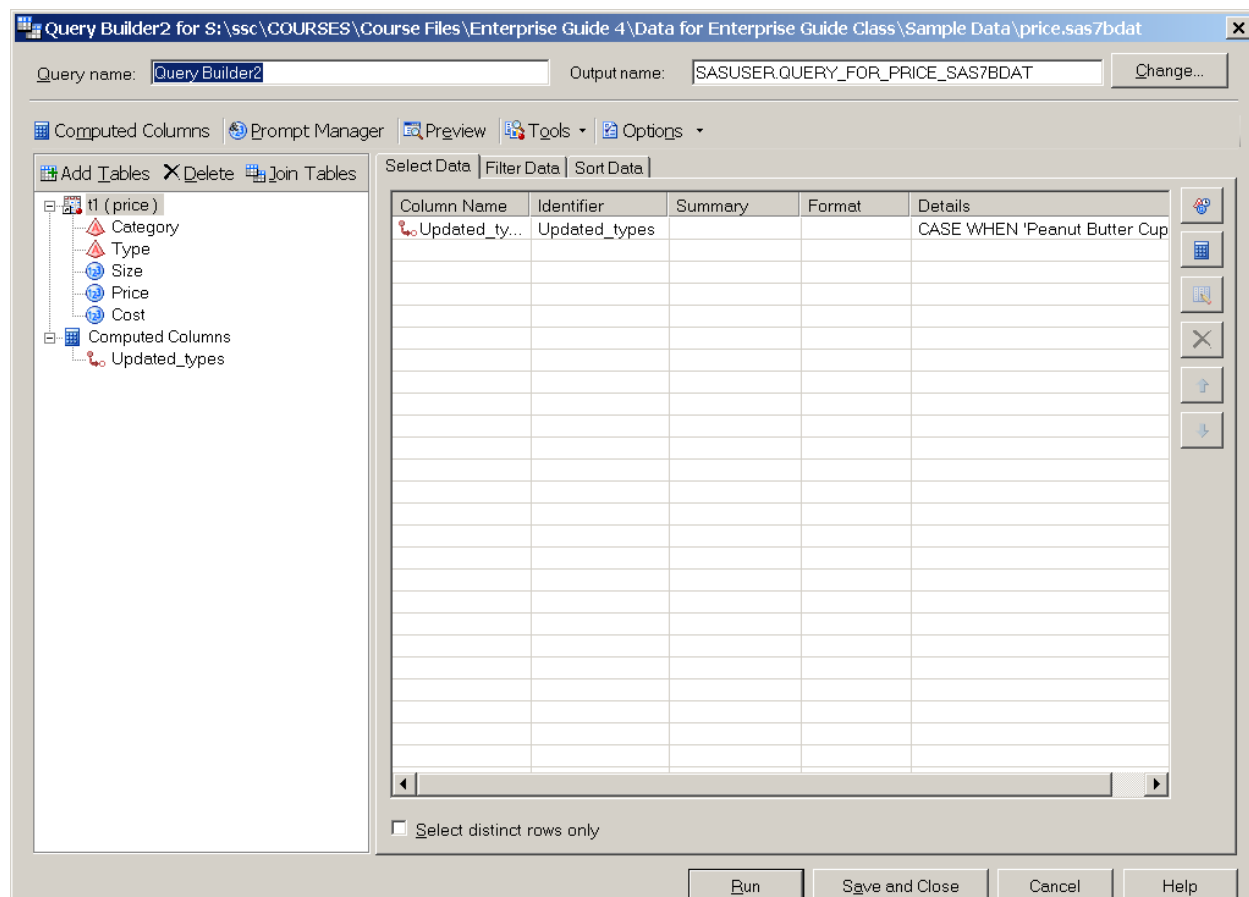 Query Builder2 for S:\ssc\COURSES\Course Files\Enterprise Guide 4\Data for Enterprise Guide Class\Sample Data\price.sas7bdat
Query name: Query Builder2 Output name: SASUSER.QUERY_FOR_PRICE_SAS7BDAT Change...
Computed Columns Prompt Manager Preview Tools Options
Add Tables Delete Join Tables
Select Data Filter Data Sort Data
t1 ( price )
Category
Type
Size
Price
Cost
Computed Columns
Updated_types
Column Name Identifier Summary Format Details
Updated_ty... Updated_types CASE WHEN 'Peanut Butter Cup
Select distinct rows only
Run Save and Close Cancel Help